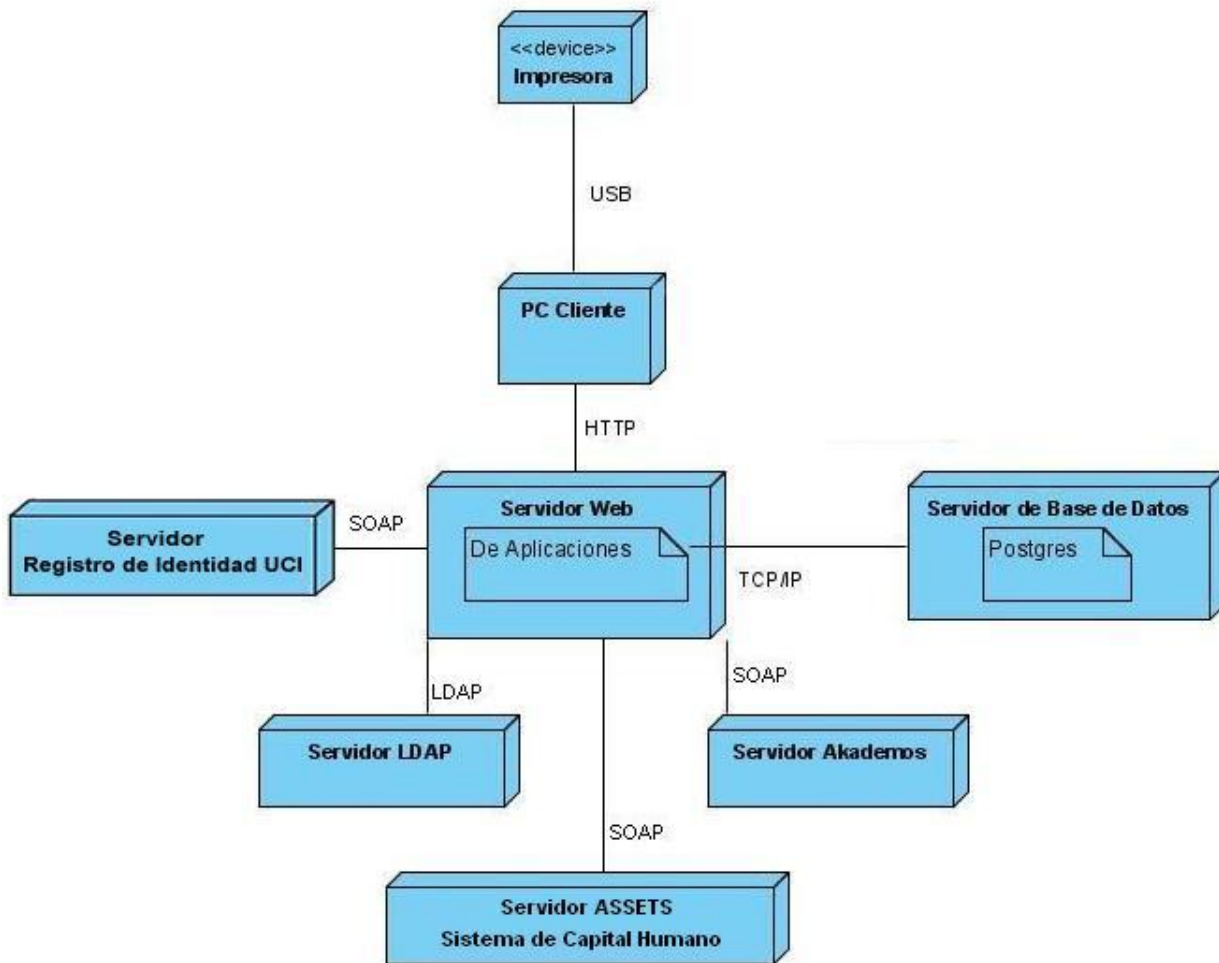 <<device>>
Impresora
USB
PC Cliente
HTTP
Servidor Web
De Aplicaciones
Servidor de Base de Datos
Postgres
SOAP
Servidor
Registro de Identidad UCI
TCP/IP
LDAP
SOAP
Servidor LDAP
Servidor Akademos
SOAP
Servidor ASSETS
Sistema de Capital Humano